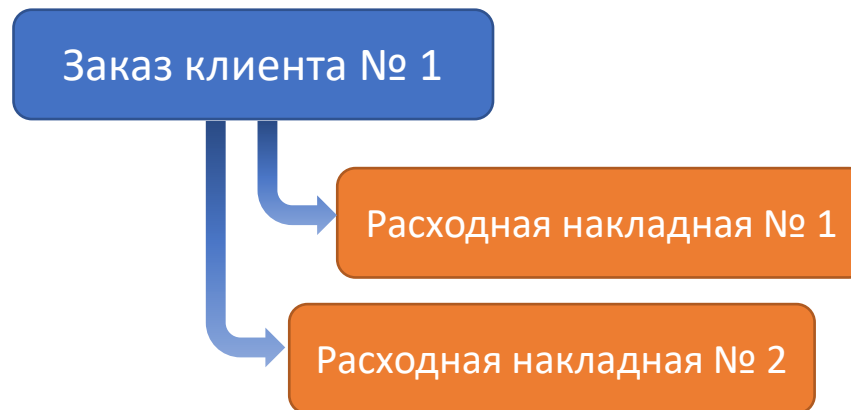 Заказ клиента № 1
Расходная накладная № 1
Расходная накладная № 2